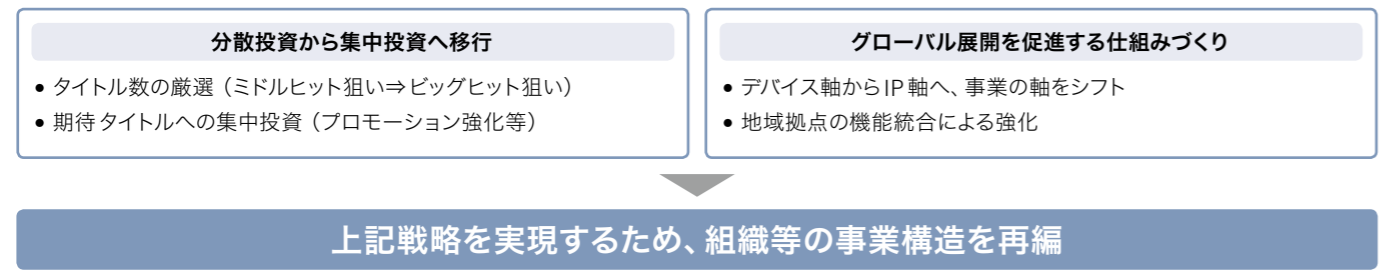 分散投資から集中投資へ移行
● タイトル数の厳選（ミドルヒット狙い⇒ビッグヒット狙い）
● 期待タイトルへの集中投資（プロモーション強化等）
グローバル展開を促進する仕組みづくり
● デバイス軸からIP軸へ、事業の軸をシフト
● 地域拠点の機能統合による強化
上記戦略を実現するため、組織等の事業構造を再編